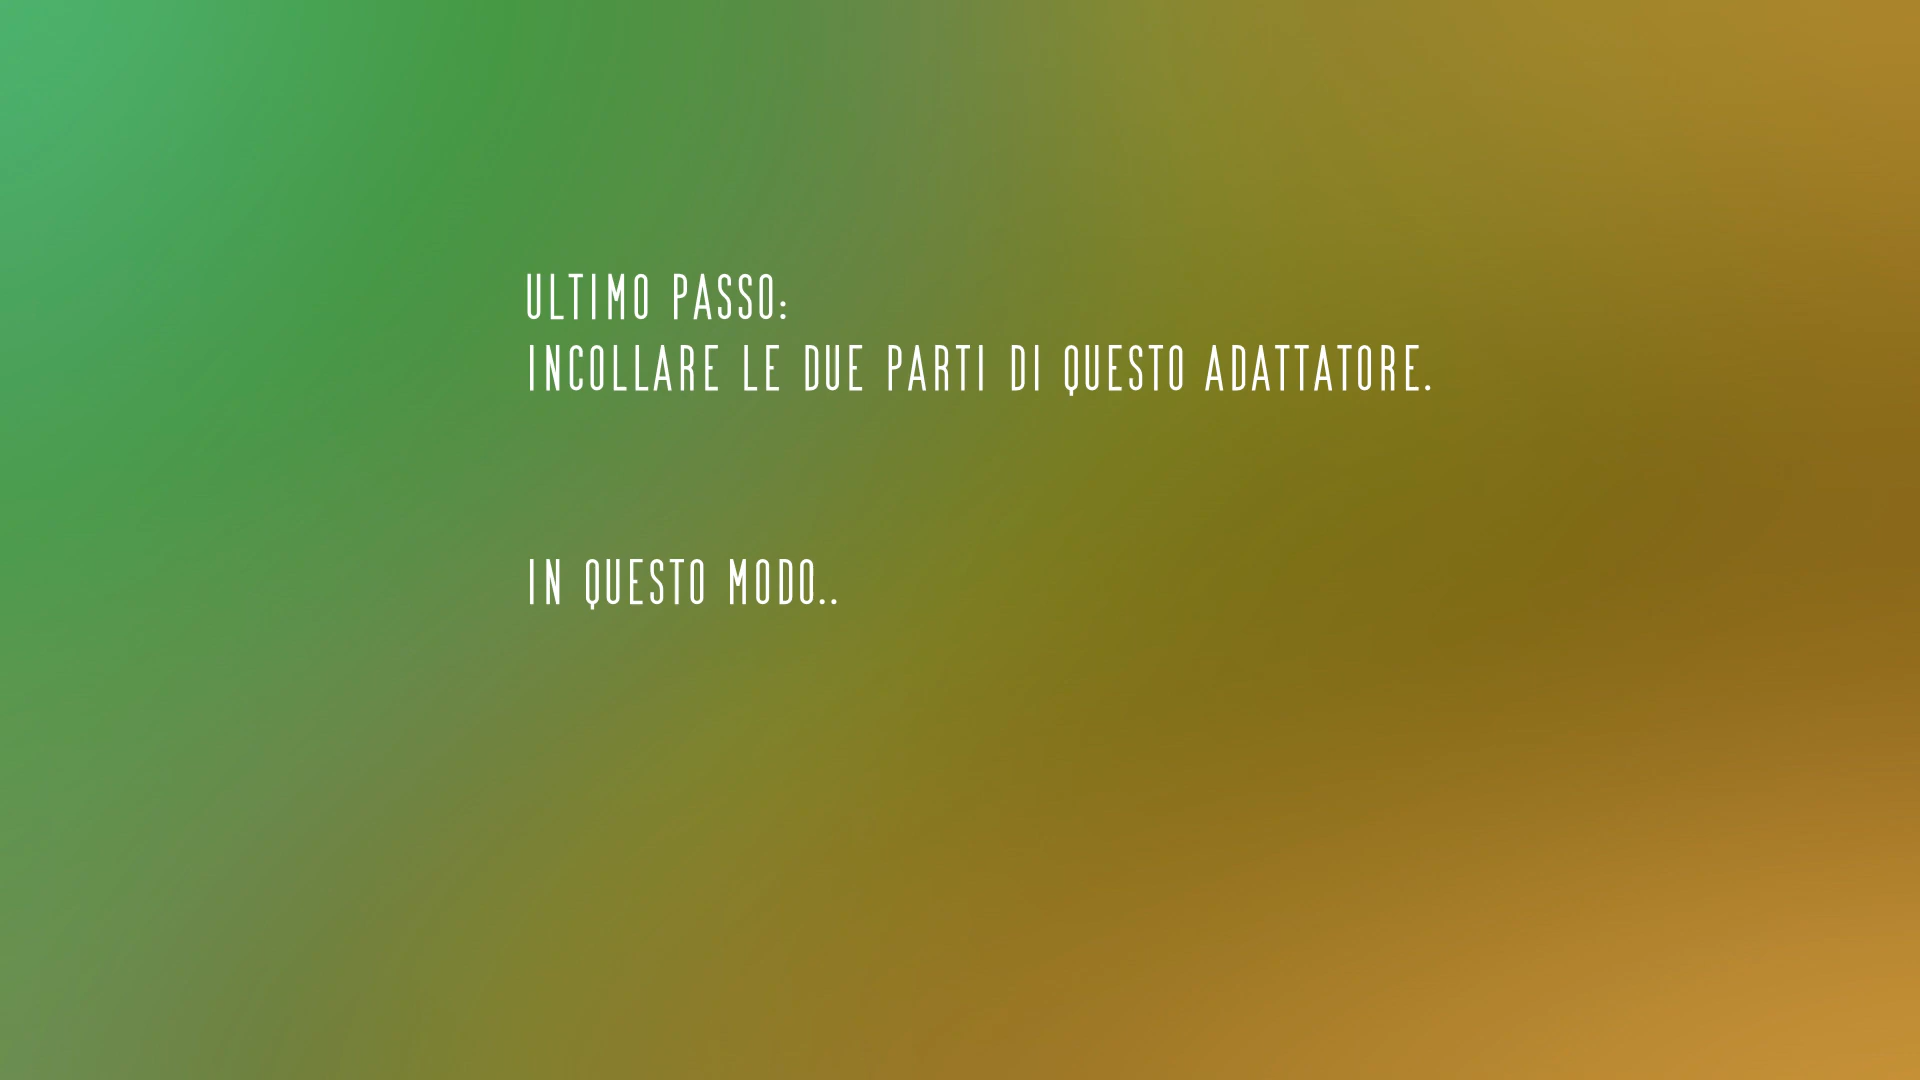 ULTIMO PASSO:
INCOLLARE LE DUE PARTI DI QUESTO ADATTATORE.
IN QUESTO MODO..